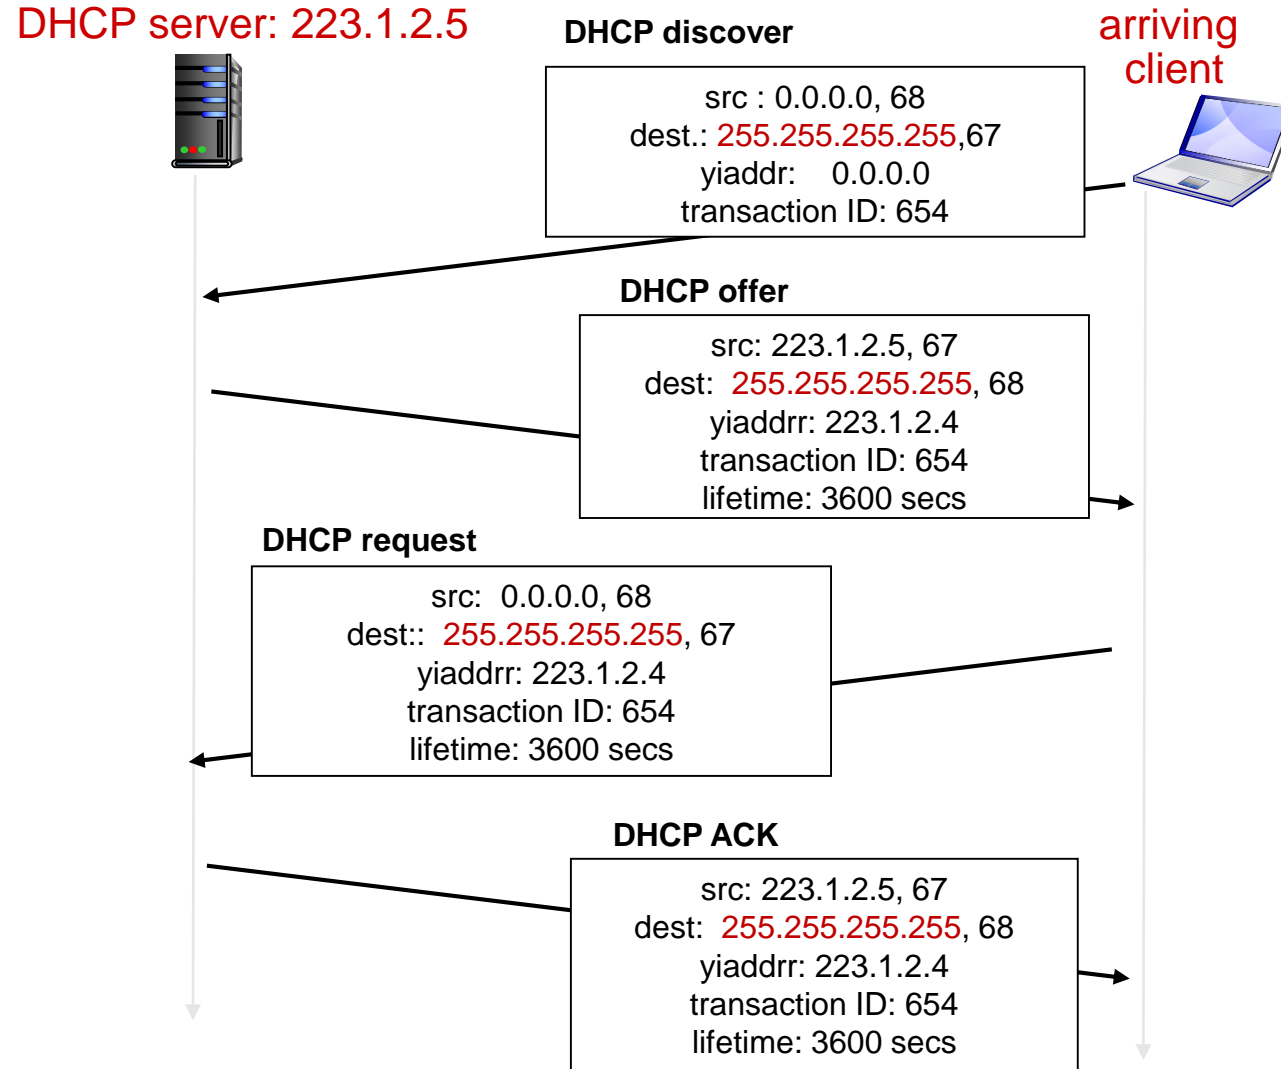 DHCP server: 223.1.2.5
arriving
client
DHCP discover
src : 0.0.0.0, 68
dest.: 255.255.255.255,67
yiaddr: 0.0.0.0
transaction ID: 654
DHCP offer
src: 223.1.2.5, 67
dest: 255.255.255.255, 68
yiaddrr: 223.1.2.4
transaction ID: 654
lifetime: 3600 secs
DHCP request
src: 0.0.0.0, 68
dest:: 255.255.255.255, 67
yiaddrr: 223.1.2.4
transaction ID: 654
lifetime: 3600 secs
DHCP ACK
src: 223.1.2.5, 67
dest: 255.255.255.255, 68
yiaddrr: 223.1.2.4
transaction ID: 654
lifetime: 3600 secs